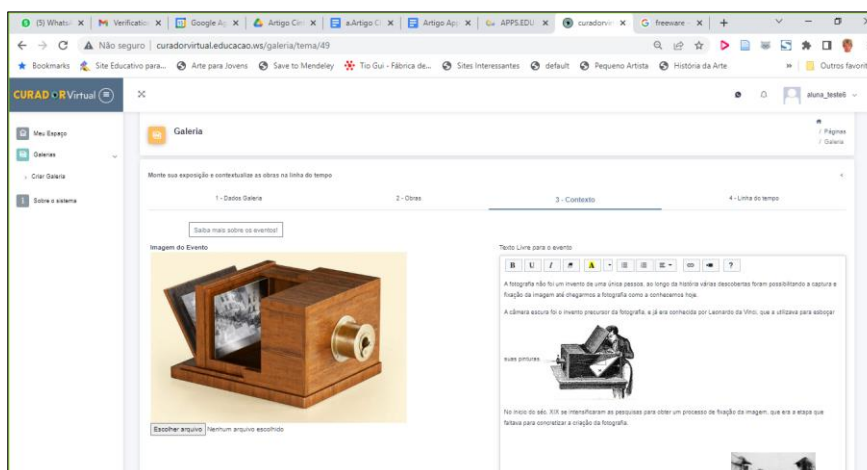 (5) Whats
Verificatio
Google Ag
Artigo Cin
a.Artigo C
Artigo Ap
APPS.EDU
curadorvir
freeware -
Não seguro | curadorvirtual.educacao.ws/galeria/tema/49
Bookmarks
Site Educativo para...
Arte para Jovens
Save to Mendeley
Tio Gui - Fábrica de...
Sites Interessantes
default
Pequeno Artista
História da Arte
Outros favorit
CURADOR Virtual
aluna_teste6
Meu Espaço
Galerias
Criar Galeria
Sobre o sistema
Galeria
/ Páginas
/ Galeria
Monte sua exposição e contextualize as obras na linha do tempo
1 - Dados Galeria
2 - Obras
3 - Contexto
4 - Linha do tempo
Saiba mais sobre os eventos!
Imagem do Evento
Escolher arquivo Nenhum arquivo escolhido
Texto Livre para o evento
B U I A ?
A fotografia não foi um invento de uma única pessoa, ao longo da história várias descobertas foram possibilitando a captura e
fixação da imagem até chegarmos a fotografia como a conhecemos hoje.
A câmera escura foi o invento precursor da fotografia, e já era conhecida por Leonardo da Vinci, que a utilizava para esboçar
suas pinturas
No início do séc. XIX se intensificaram as pesquisas para obter um processo de fixação da imagem, que era a etapa que
faltava para concretizar a criação da fotografia.